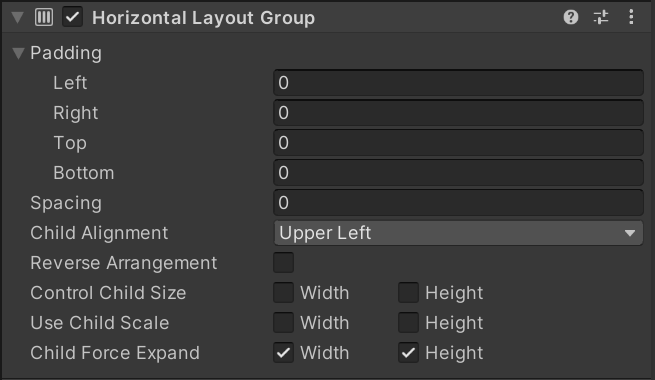 Horizontal Layout Group
Padding
Left 0
Right 0
Top 0
Bottom 0
Spacing 0
Child Alignment Upper Left
Reverse Arrangement
Control Child Size Width Height
Use Child Scale Width Height
Child Force Expand Width Height